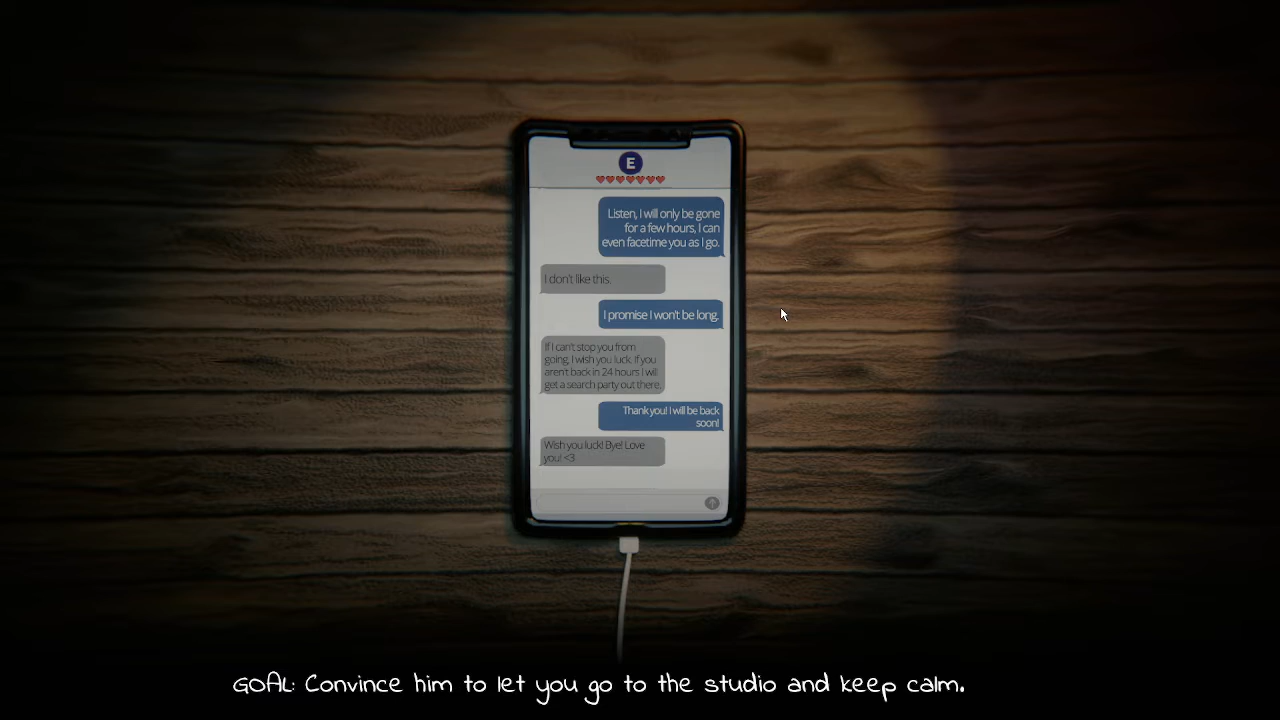 E
Listen, I will only be gone
for a few hours, I can
even facetime you as I go.
I don't like this.
I promise I won't be long,
If I can't stop you from
going, I wish you luck. If you
aren't back in 24 hours I will
get a search party out there.
Thank you! I will be back
soon!
Wish you luck! Bye! Love
you! <3
GOAL: Convince him to let you go to the studio and keep calm.